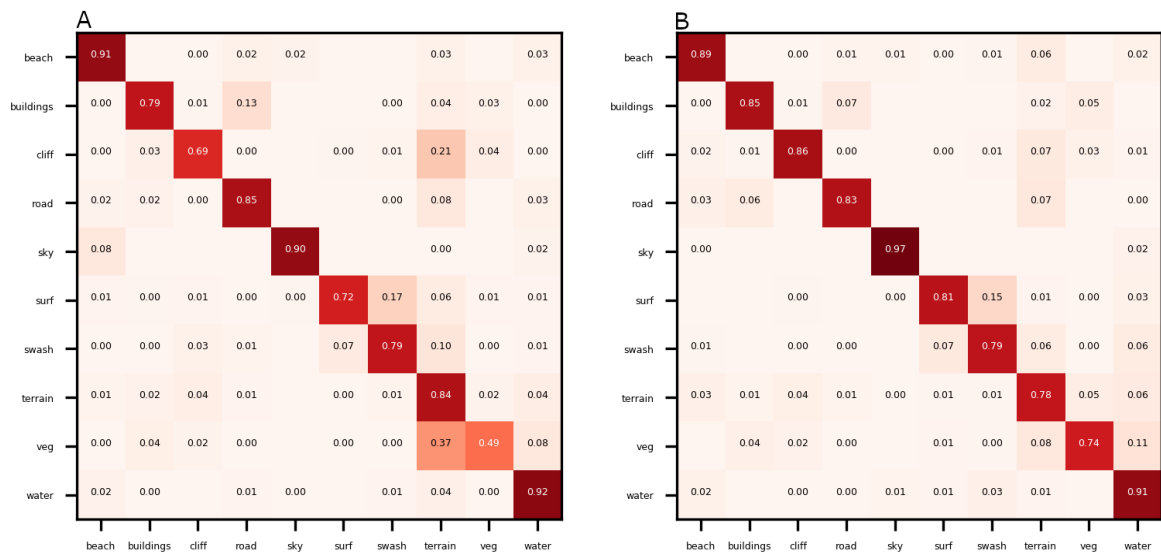 A B
beach 0.91 0.00 0.02 0.02 0.03 0.03 beach 0.89 0.00 0.01 0.01 0.00 0.01 0.06 0.02
buildings 0.00 0.79 0.01 0.13 0.00 0.04 0.03 0.00 buildings 0.00 0.85 0.01 0.07 0.02 0.05
cliff 0.00 0.03 0.69 0.00 0.00 0.01 0.21 0.04 0.00 cliff 0.02 0.01 0.86 0.00 0.00 0.01 0.07 0.03 0.01
road 0.02 0.02 0.00 0.85 0.00 0.08 0.03 road 0.03 0.06 0.83 0.07 0.00
sky 0.08 0.90 0.00 0.02 sky 0.00 0.97 0.02
surf 0.01 0.00 0.01 0.00 0.00 0.72 0.17 0.06 0.01 0.01 surf 0.00 0.00 0.81 0.15 0.01 0.00 0.03
swash 0.00 0.00 0.03 0.01 0.07 0.79 0.10 0.00 0.01 swash 0.01 0.00 0.00 0.07 0.79 0.06 0.00 0.06
terrain 0.01 0.02 0.04 0.01 0.00 0.01 0.84 0.02 0.04 terrain 0.03 0.01 0.04 0.01 0.00 0.01 0.01 0.78 0.05 0.06
veg 0.00 0.04 0.02 0.00 0.00 0.00 0.37 0.49 0.08 veg 0.04 0.02 0.00 0.01 0.00 0.08 0.74 0.11
water 0.02 0.00 0.01 0.00 0.01 0.04 0.00 0.92 water 0.02 0.00 0.00 0.01 0.01 0.03 0.01 0.91
beach buildings cliff road sky surf swash terrain veg water beach buildings cliff road sky surf swash terrain veg water